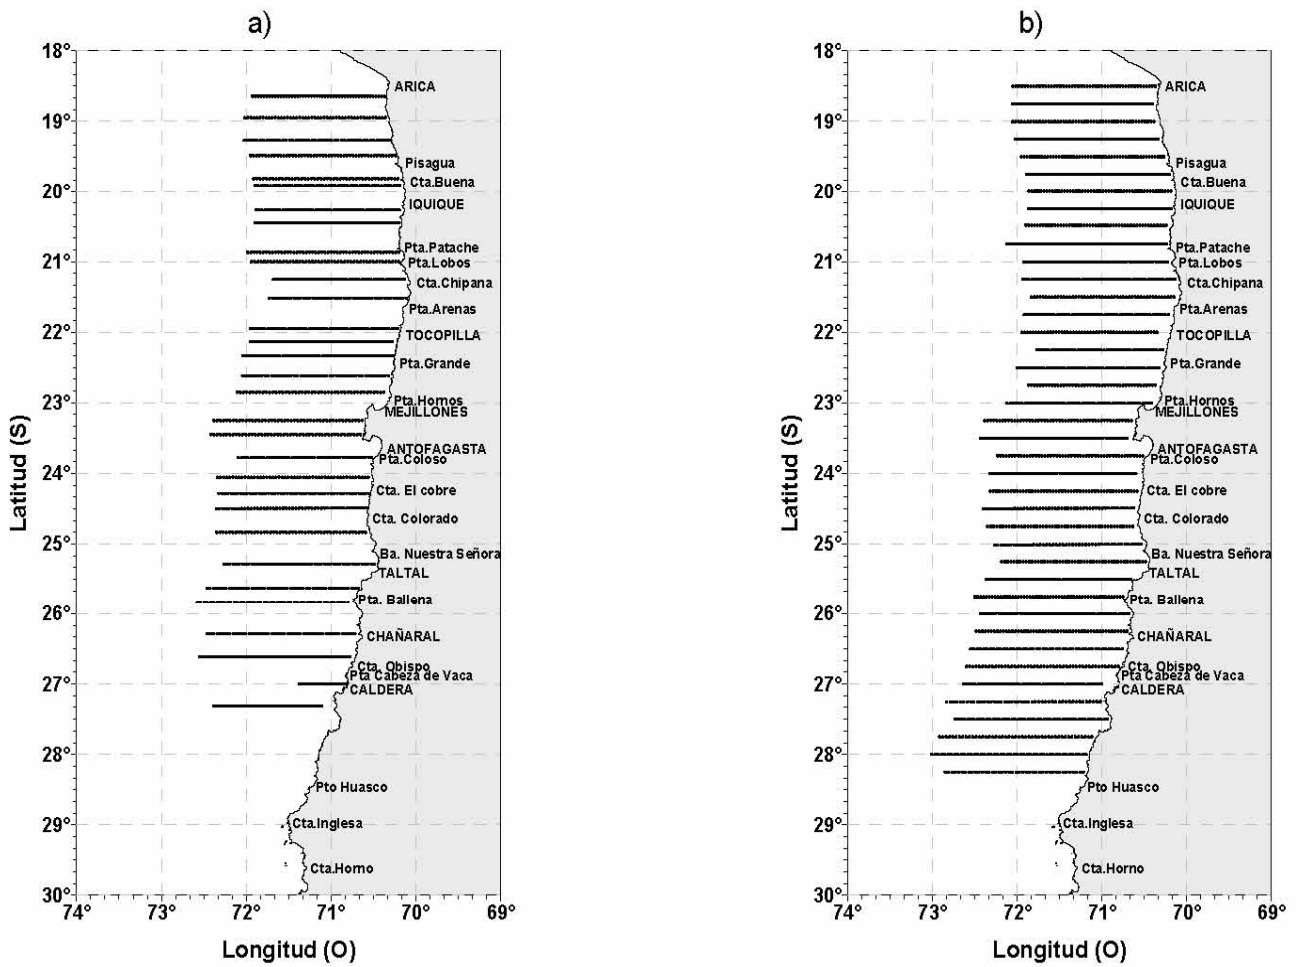 a)
18°
19°
20°
21°
22°
23°
24°
25°
26°
27°
28°
29°
30°
Latitud (S)
ARICA
Pisagua
Cta.Buena
IQUIQUE
Pta.Patache
Pta.Lobos
Cta.Chipana
Pta.Arenas
TOCOPILLA
Pta.Grande
Pta.Hornos
MEJILLONES
ANTOFAGASTA
Pta.Coloso
Cta. El cobre
Cta. Colorado
Ba. Nuestra Señora
TALTAL
Pta. Ballena
CHAÑARAL
Cta. Obispo
Pta Cabeza de Vaca
CALDERA
Pto Huasco
Cta.Inglesa
Cta.Horno
74° 73° 72° 71° 70° 69°
Longitud (O)
b)
18°
19°
20°
21°
22°
23°
24°
25°
26°
27°
28°
29°
30°
Latitud (S)
ARICA
Pisagua
Cta.Buena
IQUIQUE
Pta.Patache
Pta.Lobos
Cta.Chipana
Pta.Arenas
TOCOPILLA
Pta.Grande
Pta.Hornos
MEJILLONES
ANTOFAGASTA
Pta.Coloso
Cta. El cobre
Cta. Colorado
Ba. Nuestra Señora
TALTAL
Pta. Ballena
CHAÑARAL
Cta. Obispo
Pta Cabeza de Vaca
CALDERA
Pto Huasco
Cta.Inglesa
Cta.Horno
74° 73° 72° 71° 70° 69°
Longitud (O)